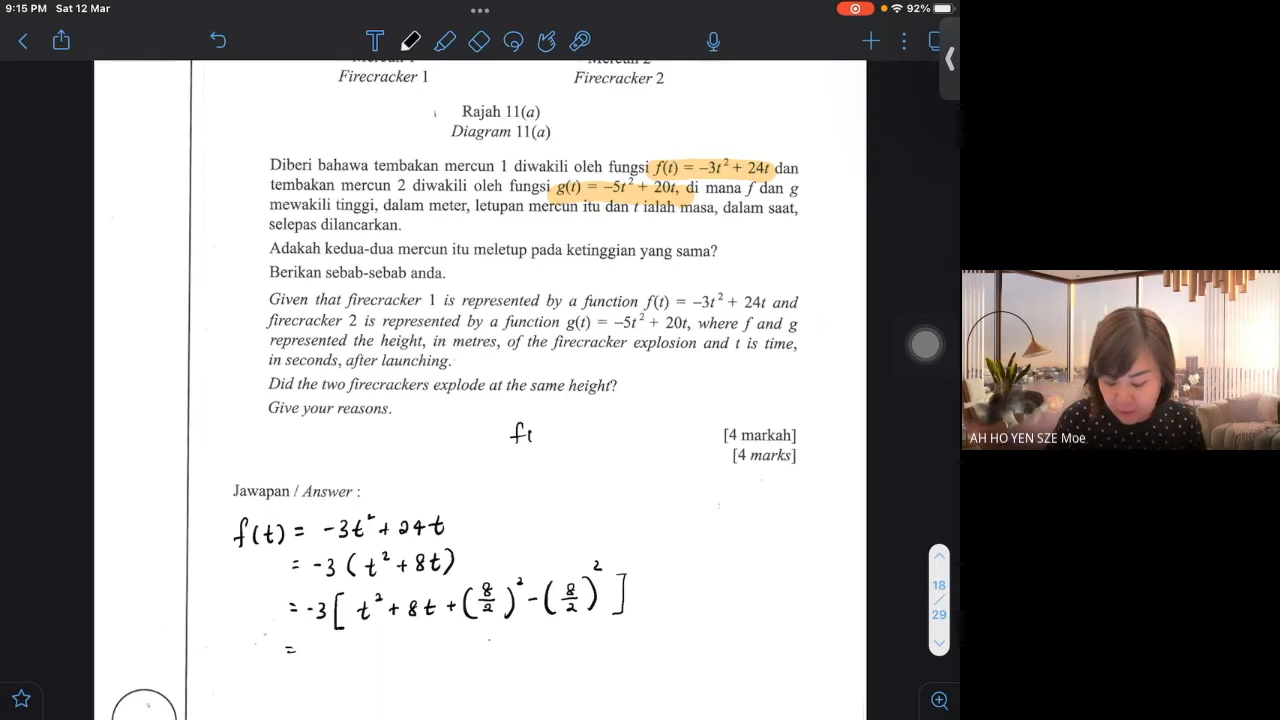 9:15 PM Sat 12 Mar
92%
Firecracker 1
Firecracker 2
Rajah 11(a)
Diagram 11(a)
Diberi bahawa tembakan mercun 1 diwakili oleh fungsi f(t) = –3t² + 24t dan
tembakan mercun 2 diwakili oleh fungsi g(t) = –5t² + 20t, di mana f dan g
mewakili tinggi, dalam meter, letupan mercun itu dan t ialah masa, dalam saat,
selepas dilancarkan.
Adakah kedua-dua mercun itu meletup pada ketinggian yang sama?
Berikan sebab-sebab anda.
Given that firecracker 1 is represented by a function f(t) = –3t² + 24t and
firecracker 2 is represented by a function g(t) = –5t² + 20t, where f and g
represented the height, in metres, of the firecracker explosion and t is time,
in seconds, after launching.
Did the two firecrackers explode at the same height?
Give your reasons.
f(
[4 markah]
[4 marks]
Jawapan / Answer :
f(t) = -3t² + 24t
= -3 ( t² + 8t)
= -3 [ t² + 8t + (8/2)² - (8/2)² ]
=
18
/
29
AH HO YEN SZE Moe